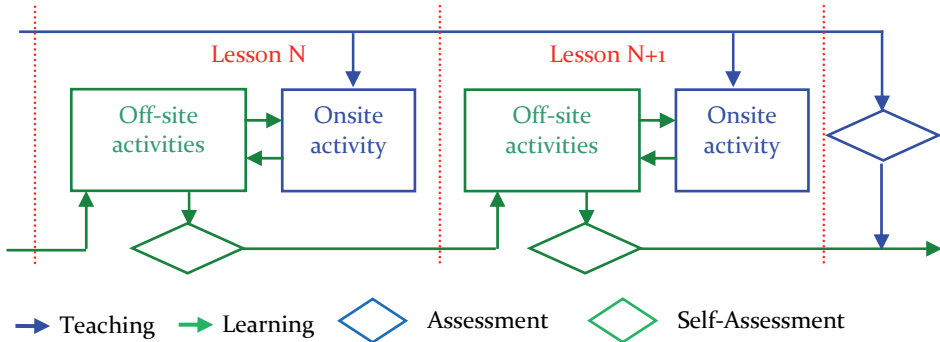 Lesson N
Lesson N+1
Off-site
activities
Onsite
activity
Off-site
activities
Onsite
activity
Teaching
Learning
Assessment
Self-Assessment